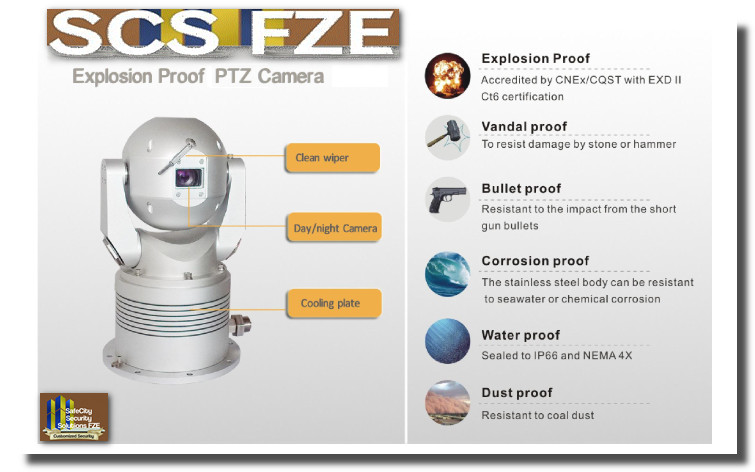 SCS FZE
Explosion Proof PTZ Camera
Clean wiper
Day/night Camera
Cooling plate
SafeCity
Security
Solutions FZE
Customized Security
Explosion Proof
Accredited by CNEx/CQST with EXD II
Ct6 certification
Vandal proof
To resist damage by stone or hammer
Bullet proof
Resistant to the impact from the short
gun bullets
Corrosion proof
The stainless steel body can be resistant
to seawater or chemical corrosion
Water proof
Sealed to IP66 and NEMA 4X
Dust proof
Resistant to coal dust